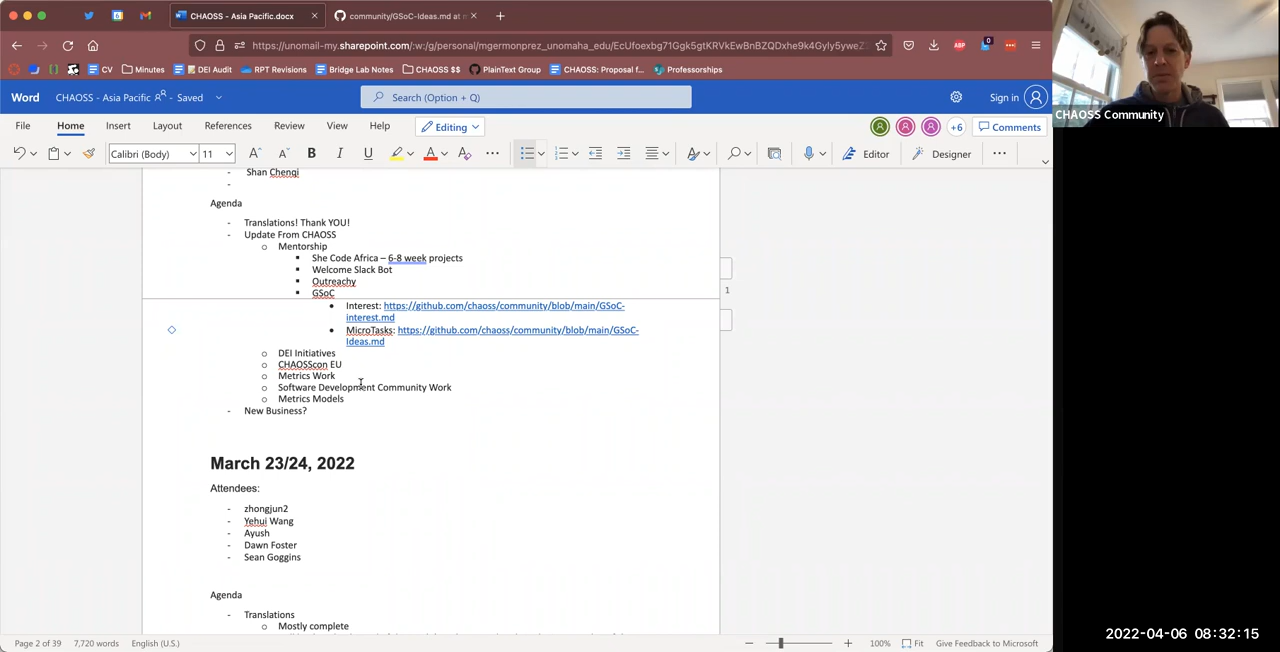 CHAOSS - Asia Pacific.docx
community/GSoC-Ideas.md at m
https://unomail-my.sharepoint.com/:w:/g/personal/mgermonprez_unomaha_edu/
CV
Minutes
DEI Audit
RPT Revisions
Bridge Lab Notes
CHAOSS $$
PlainText Group
CHAOSS: Proposal f...
Professorships
Word
CHAOSS - Asia Pacific - Saved
Search (Option + Q)
Sign in
CHAOSS Community
File
Home
Insert
Layout
References
Review
View
Help
Editing
+6
Comments
Calibri (Body)
11
Editor
Designer
- Shan Chenqi
-
Agenda
- Translations! Thank YOU!
- Update From CHAOSS
o Mentorship
▪ She Code Africa – 6-8 week projects
▪ Welcome Slack Bot
▪ Outreachy
▪ GSoC
• Interest: https://github.com/chaoss/community/blob/main/GSoC-
interest.md
• MicroTasks: https://github.com/chaoss/community/blob/main/GSoC-
Ideas.md
o DEI Initiatives
o CHAOSScon EU
o Metrics Work
o Software Development Community Work
o Metrics Models
- New Business?
1
March 23/24, 2022
Attendees:
- zhongjun2
- Yehui Wang
- Ayush
- Dawn Foster
- Sean Goggins
Agenda
- Translations
o Mostly complete
Page 2 of 39
7,720 words
English (U.S.)
100%
Fit
Give Feedback to Microsoft
2022-04-06 08:32:15